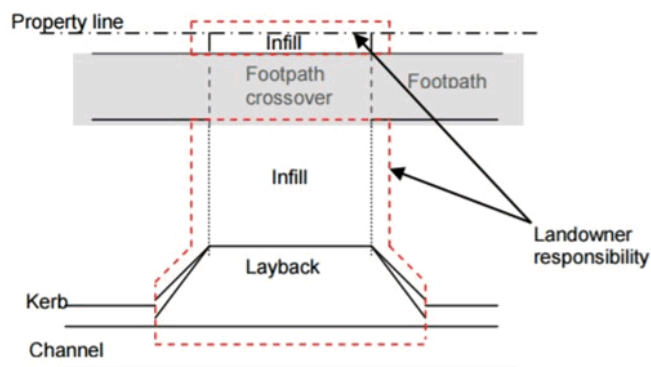 Property line
Infill
Footpath
crossover
Footpath
Infill
Landowner
responsibility
Layback
Kerb
Channel